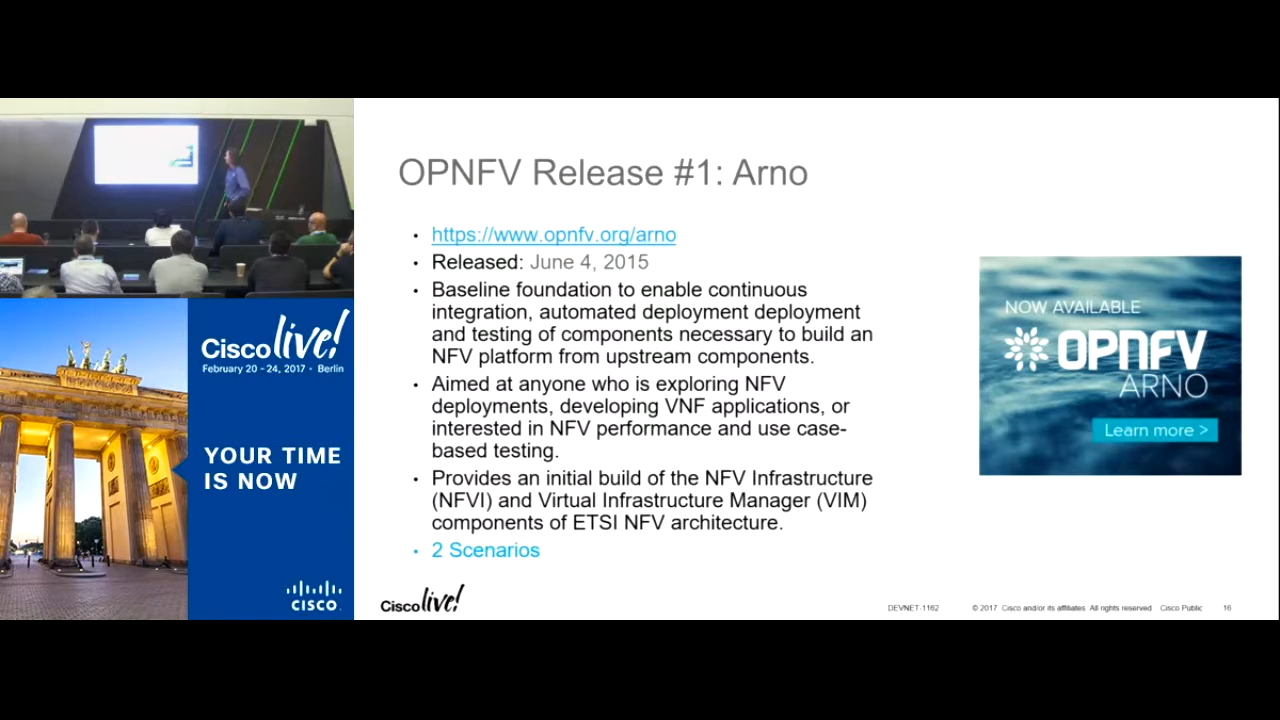 OPNFV Release #1: Arno
• https://www.opnfv.org/arno
• Released: June 4, 2015
• Baseline foundation to enable continuous
integration, automated deployment deployment
and testing of components necessary to build an
NFV platform from upstream components.
• Aimed at anyone who is exploring NFV
deployments, developing VNF applications, or
interested in NFV performance and use case-
based testing.
• Provides an initial build of the NFV Infrastructure
(NFVI) and Virtual Infrastructure Manager (VIM)
components of ETSI NFV architecture.
• 2 Scenarios
NOW AVAILABLE
OPNFV
ARNO
Learn more >
Cisco live!
February 20 - 24, 2017 • Berlin
YOUR TIME
IS NOW
CISCO.
Cisco live!
DEVNET-1162 © 2017 Cisco and/or its affiliates. All rights reserved Cisco Public 16